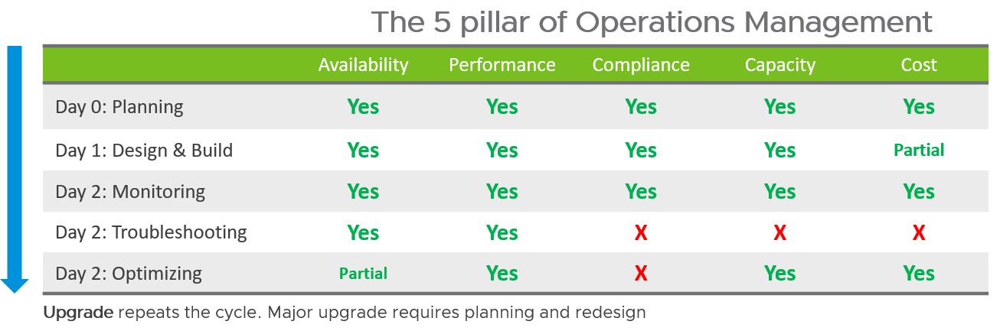 The 5 pillar of Operations Management
Availability Performance Compliance Capacity Cost
Day 0: Planning Yes Yes Yes Yes Yes
Day 1: Design & Build Yes Yes Yes Yes Partial
Day 2: Monitoring Yes Yes Yes Yes Yes
Day 2: Troubleshooting Yes Yes X X X
Day 2: Optimizing Partial Yes X Yes Yes
Upgrade repeats the cycle. Major upgrade requires planning and redesign